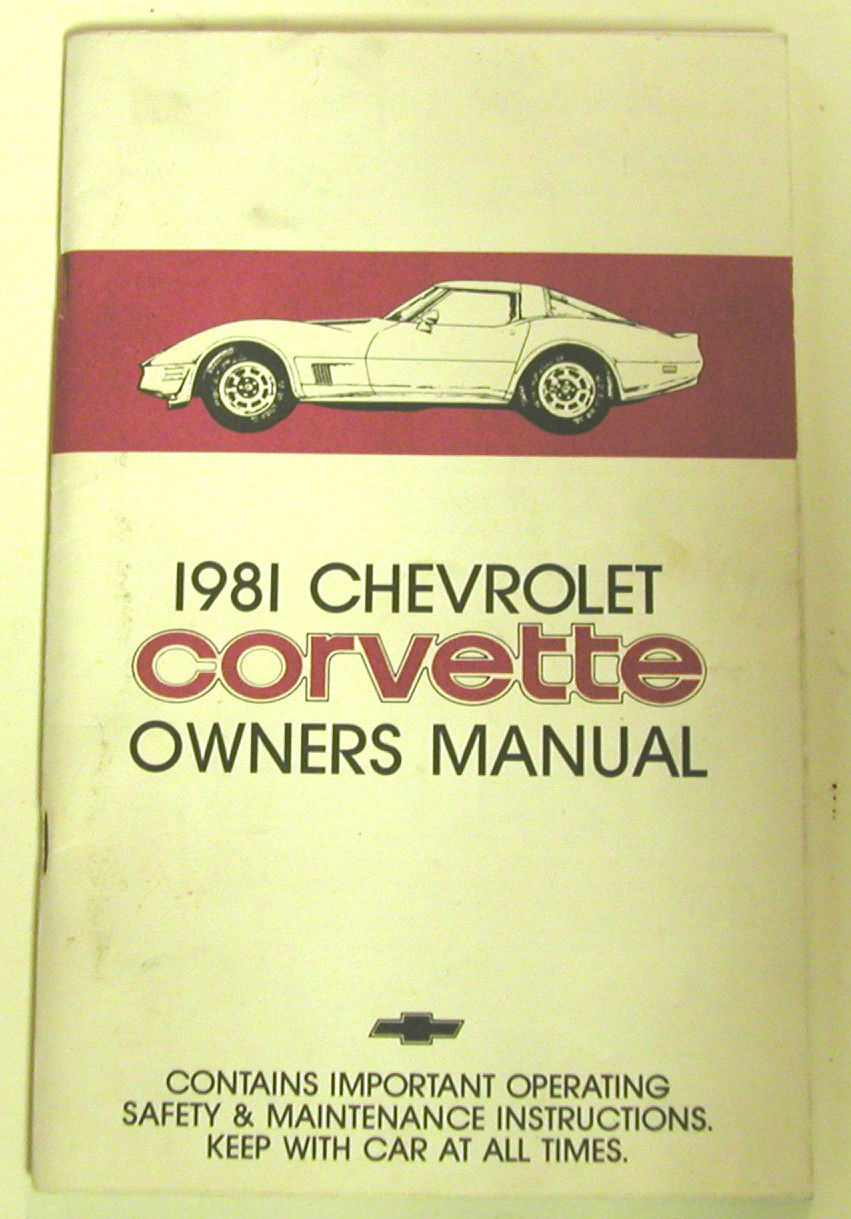 1981 CHEVROLET
corvette
OWNERS MANUAL
CONTAINS IMPORTANT OPERATING
SAFETY & MAINTENANCE INSTRUCTIONS.
KEEP WITH CAR AT ALL TIMES.